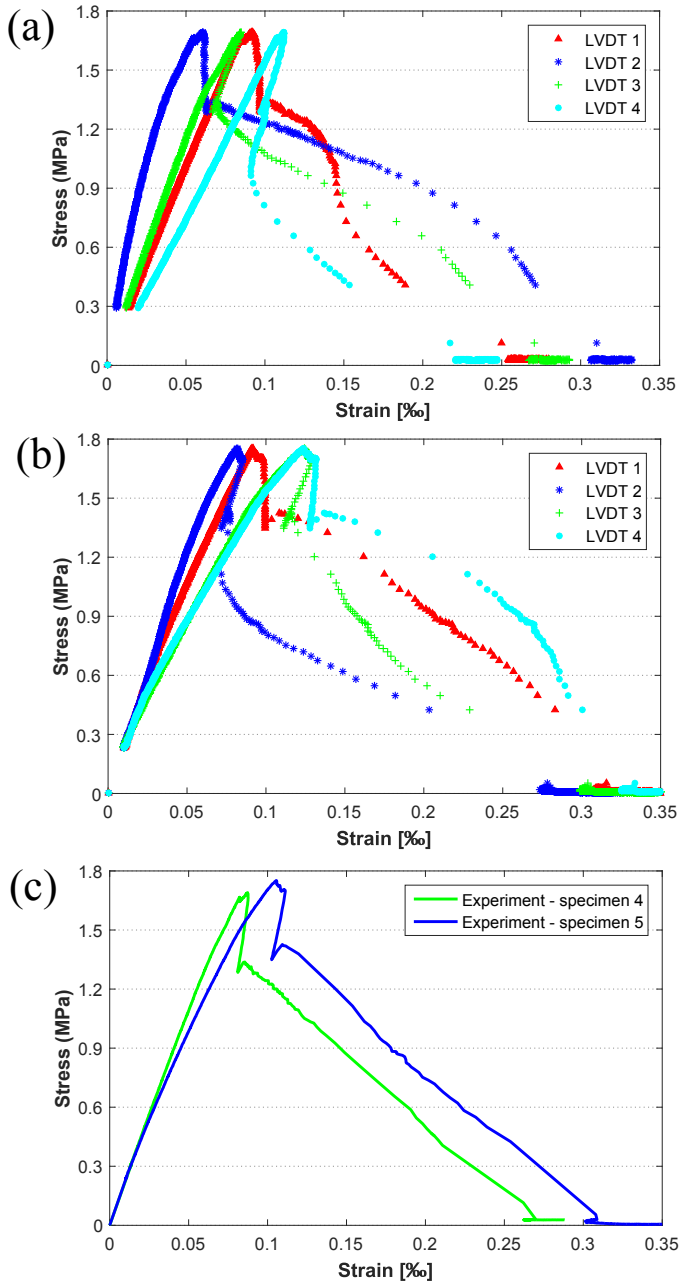 (a)
1.8
1.5
1.2
0.9
0.6
0.3
0
Stress (MPa)
LVDT 1
LVDT 2
LVDT 3
LVDT 4
0 0.05 0.1 0.15 0.2 0.25 0.3 0.35
Strain [‰]
(b)
1.8
1.5
1.2
0.9
0.6
0.3
0
Stress (MPa)
LVDT 1
LVDT 2
LVDT 3
LVDT 4
0 0.05 0.1 0.15 0.2 0.25 0.3 0.35
Strain [‰]
(c)
1.8
1.5
1.2
0.9
0.6
0.3
0
Stress (MPa)
Experiment - specimen 4
Experiment - specimen 5
0 0.05 0.1 0.15 0.2 0.25 0.3 0.35
Strain [‰]